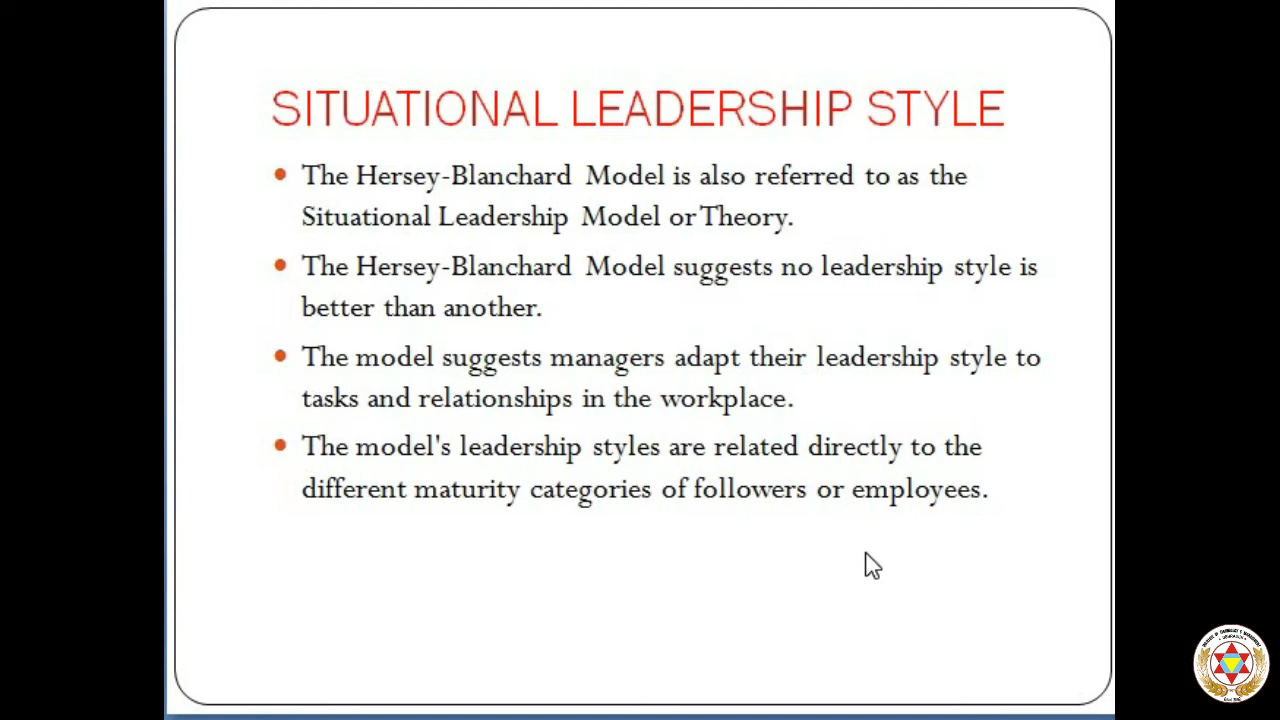 SITUATIONAL LEADERSHIP STYLE
The Hersey-Blanchard Model is also referred to as the
Situational Leadership Model or Theory.
The Hersey-Blanchard Model suggests no leadership style is
better than another.
The model suggests managers adapt their leadership style to
tasks and relationships in the workplace.
The model's leadership styles are related directly to the
different maturity categories of followers or employees.